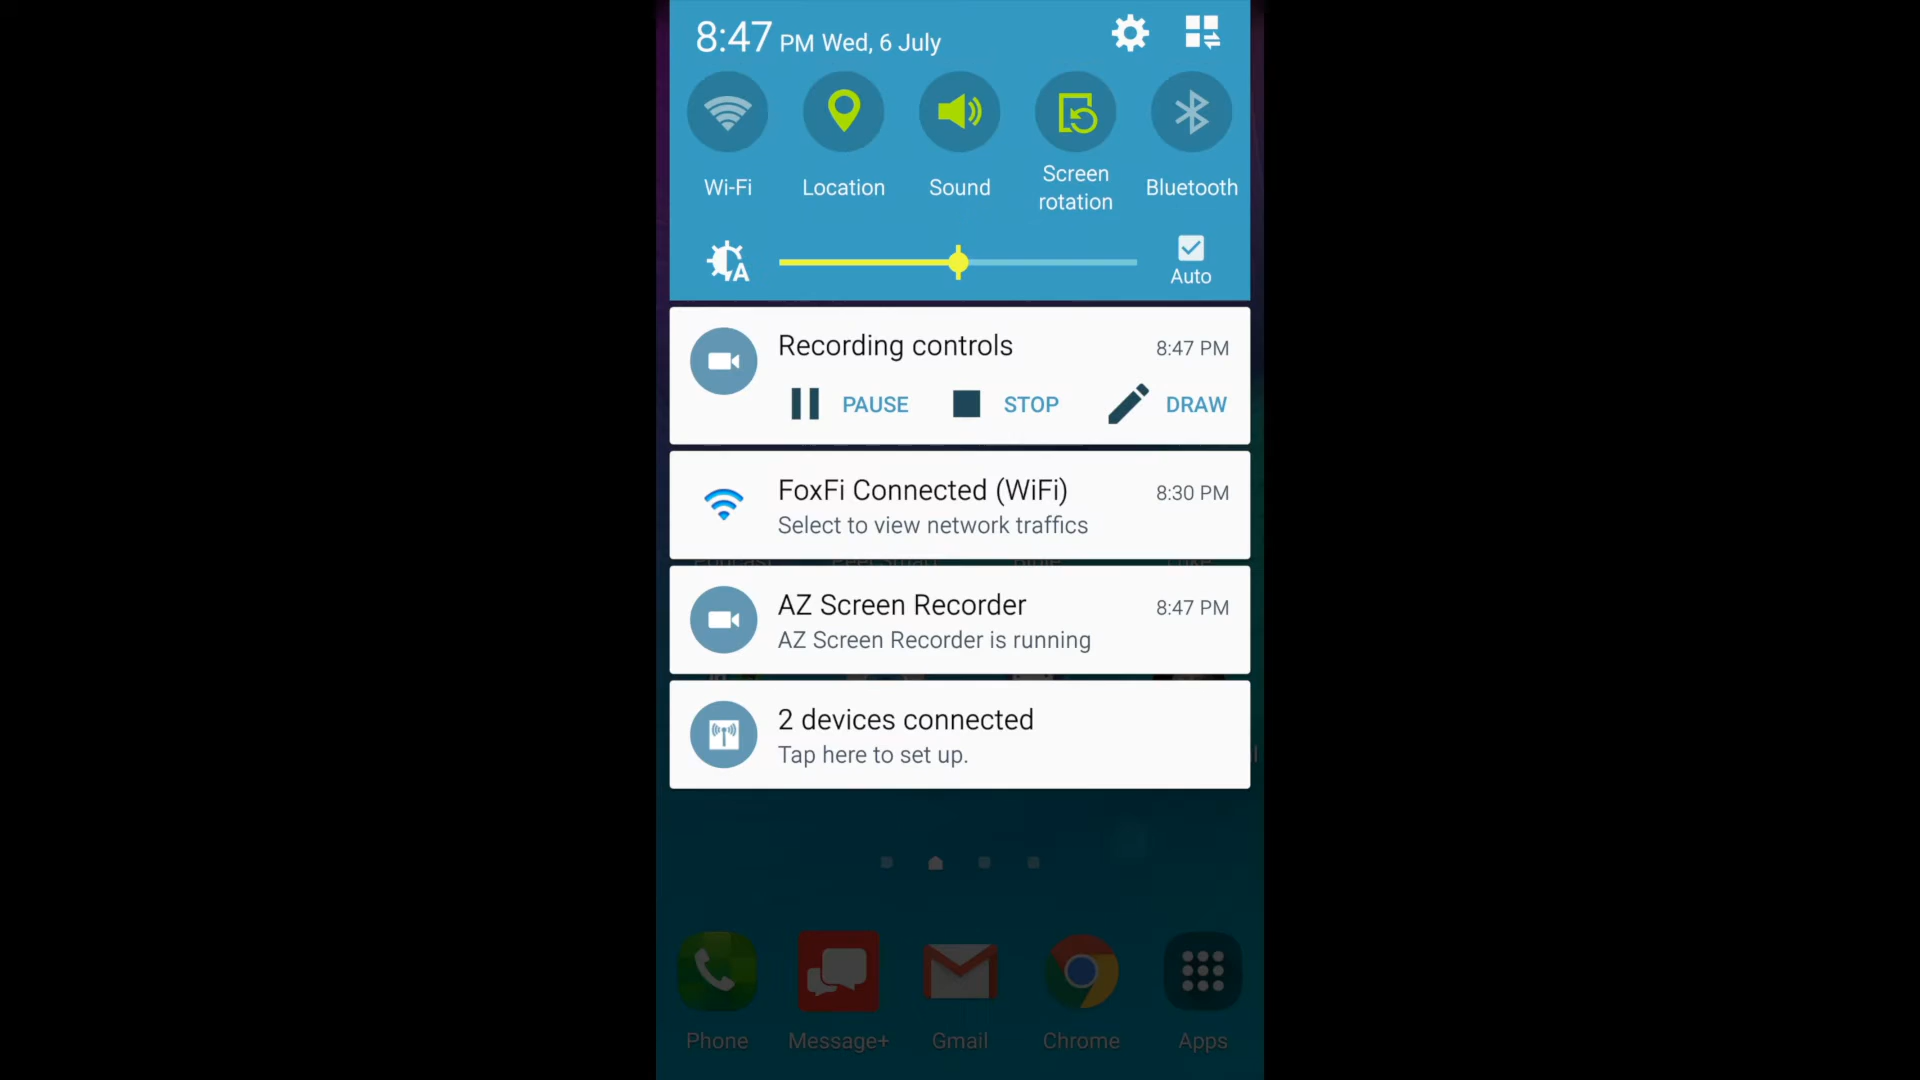 8:47 PM Wed, 6 July
Wi-Fi
Location
Sound
Screen
rotation
Bluetooth
A
Auto
Recording controls
8:47 PM
PAUSE
STOP
DRAW
FoxFi Connected (WiFi)
8:30 PM
Select to view network traffics
AZ Screen Recorder
8:47 PM
AZ Screen Recorder is running
2 devices connected
Tap here to set up.
Phone
Message+
Gmail
Chrome
Apps